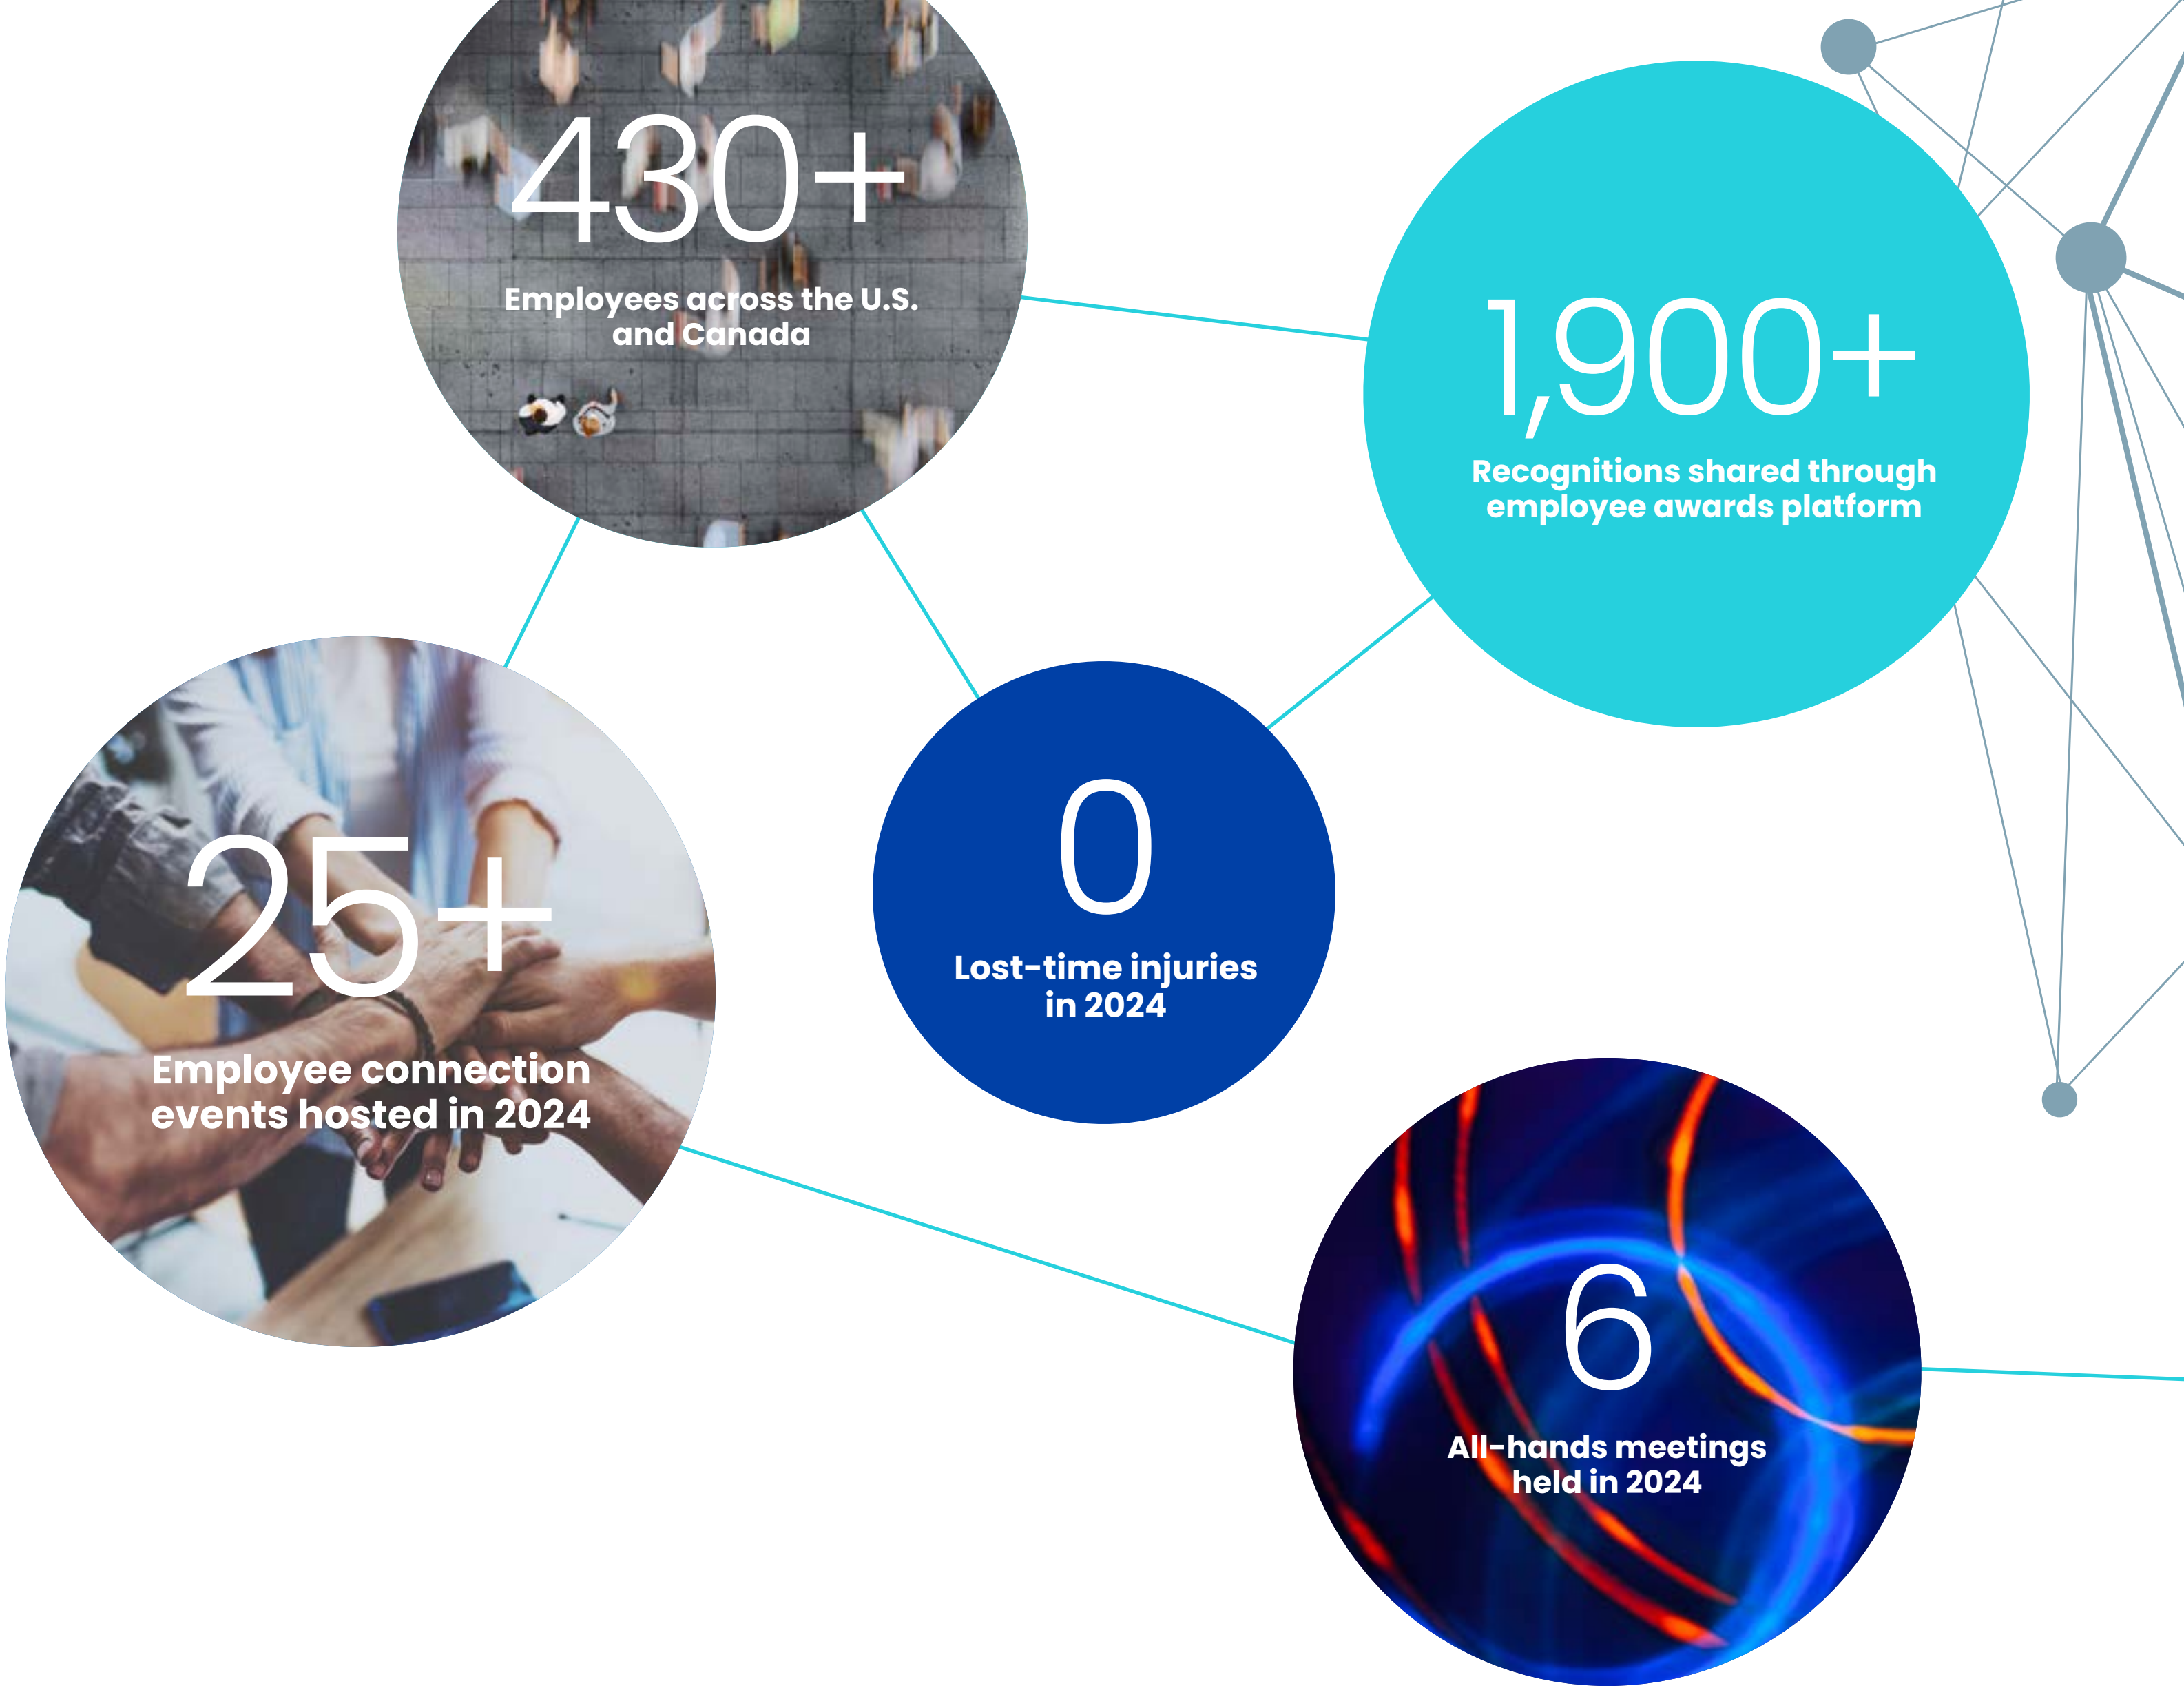 430+
Employees across the U.S.
and Canada
1,900+
Recognitions shared through
employee awards platform
25+
Employee connection
events hosted in 2024
0
Lost-time injuries
in 2024
6
All-hands meetings
held in 2024